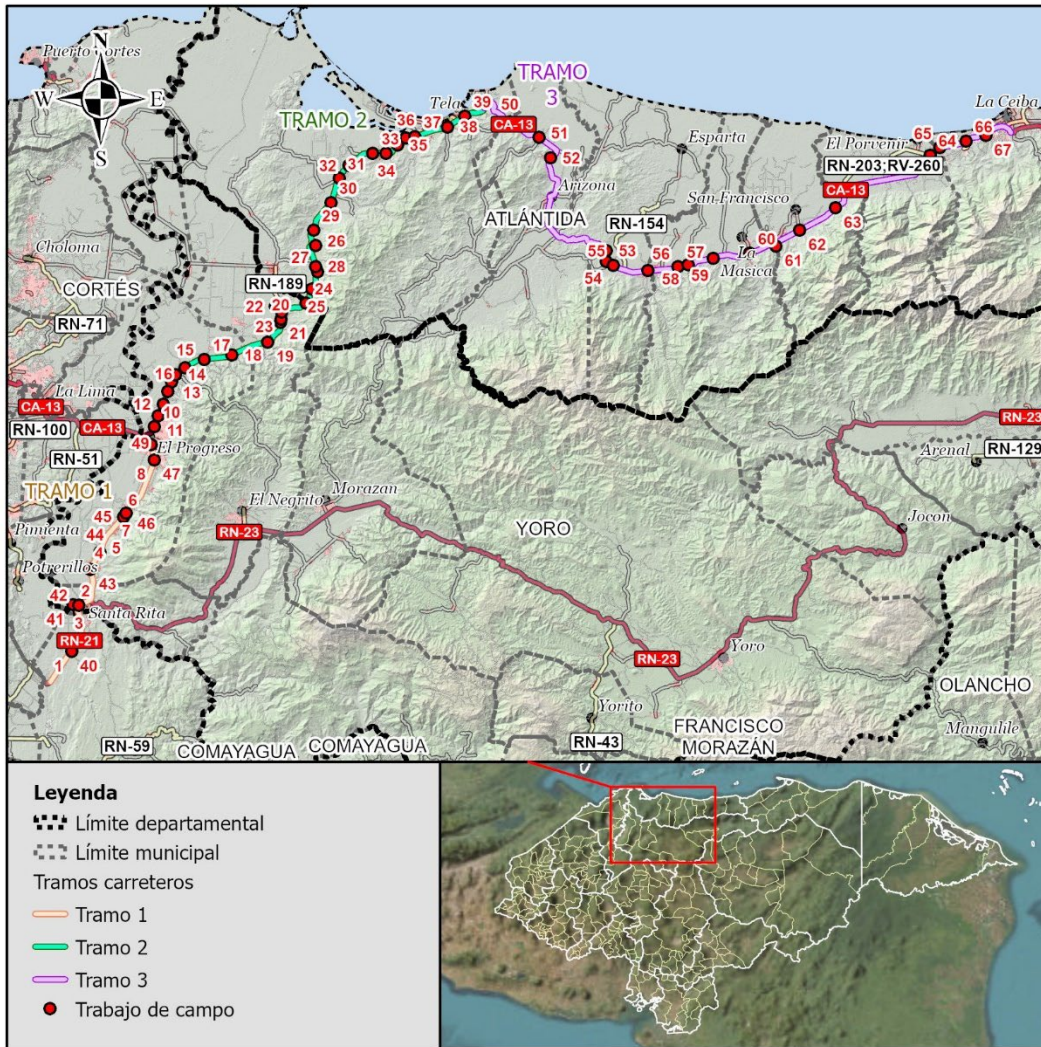 Puerto Cortes
N
W
E
S
TRAMO 3
Tela
39
50
La Ceiba
TRAMO 2
36
37
38
CA-13
51
52
33
35
34
Esparta
65
66
El Porvenir
64
67
RN-203;RV-260
32
31
30
Arizona
San Francisco
CA-13
29
ATLÁNTIDA
RN-154
63
26
Choloma
27
28
55
53
56
57
La Masica
60
62
61
54
58
59
CORTÉS
RN-189
24
22
20
25
RN-71
23
21
15
17
18
19
16
14
13
La Lima
CA-13
12
10
RN-100
CA-13
11
RN-23
49
El Progreso
RN-51
Arenal
RN-129
8
47
TRAMO 1
6
El Negrito
Morazan
45
46
Pimienta
44
7
YORO
RN-23
Jocon
4
5
Potrerillos
43
42
2
41
3
Santa Rita
RN-21
1
40
RN-23
Yoro
OLANCHO
Yorito
FRANCISCO
MORAZÁN
Mangulile
RN-59
COMAYAGUA
COMAYAGUA
RN-43
Leyenda
Límite departamental
Límite municipal
Tramos carreteros
Tramo 1
Tramo 2
Tramo 3
Trabajo de campo